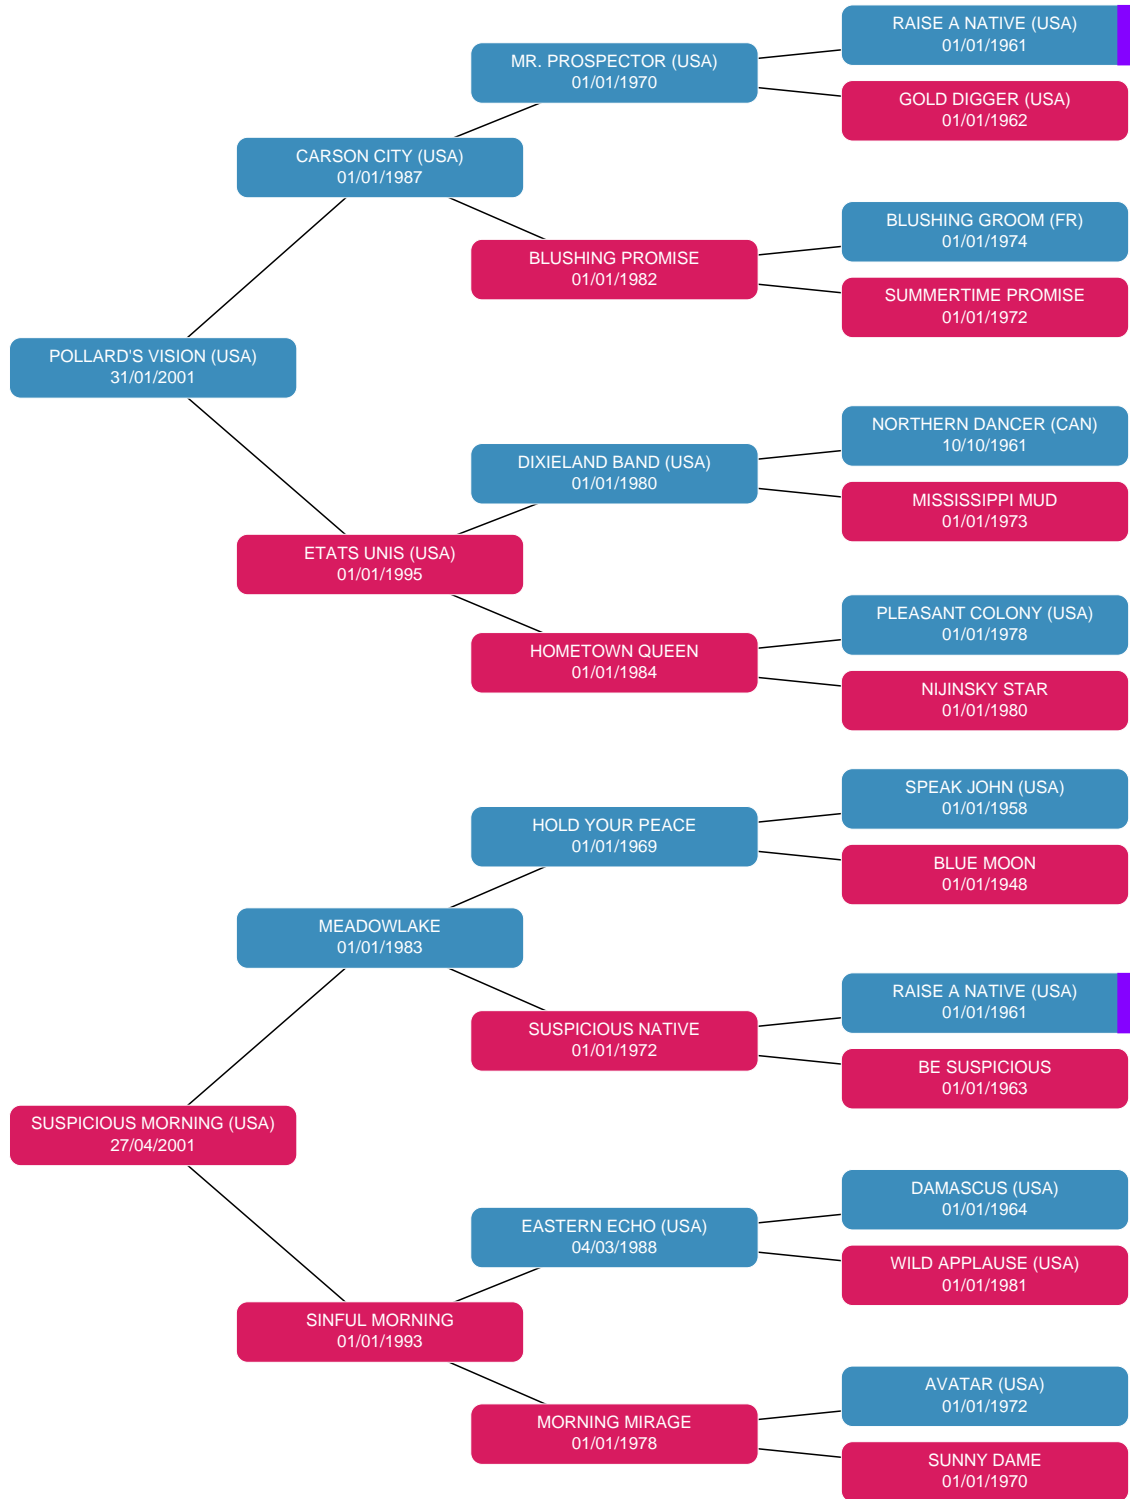 RAISE A NATIVE (USA)
01/01/1961
MR. PROSPECTOR (USA)
01/01/1970
GOLD DIGGER (USA)
01/01/1962
CARSON CITY (USA)
01/01/1987
BLUSHING GROOM (FR)
01/01/1974
BLUSHING PROMISE
01/01/1982
SUMMERTIME PROMISE
01/01/1972
POLLARD'S VISION (USA)
31/01/2001
NORTHERN DANCER (CAN)
10/10/1961
DIXIELAND BAND (USA)
01/01/1980
MISSISSIPPI MUD
01/01/1973
ETATS UNIS (USA)
01/01/1995
PLEASANT COLONY (USA)
01/01/1978
HOMETOWN QUEEN
01/01/1984
NIJINSKY STAR
01/01/1980
SPEAK JOHN (USA)
01/01/1958
HOLD YOUR PEACE
01/01/1969
BLUE MOON
01/01/1948
MEADOWLAKE
01/01/1983
RAISE A NATIVE (USA)
01/01/1961
SUSPICIOUS NATIVE
01/01/1972
BE SUSPICIOUS
01/01/1963
SUSPICIOUS MORNING (USA)
27/04/2001
DAMASCUS (USA)
01/01/1964
EASTERN ECHO (USA)
04/03/1988
WILD APPLAUSE (USA)
01/01/1981
SINFUL MORNING
01/01/1993
AVATAR (USA)
01/01/1972
MORNING MIRAGE
01/01/1978
SUNNY DAME
01/01/1970